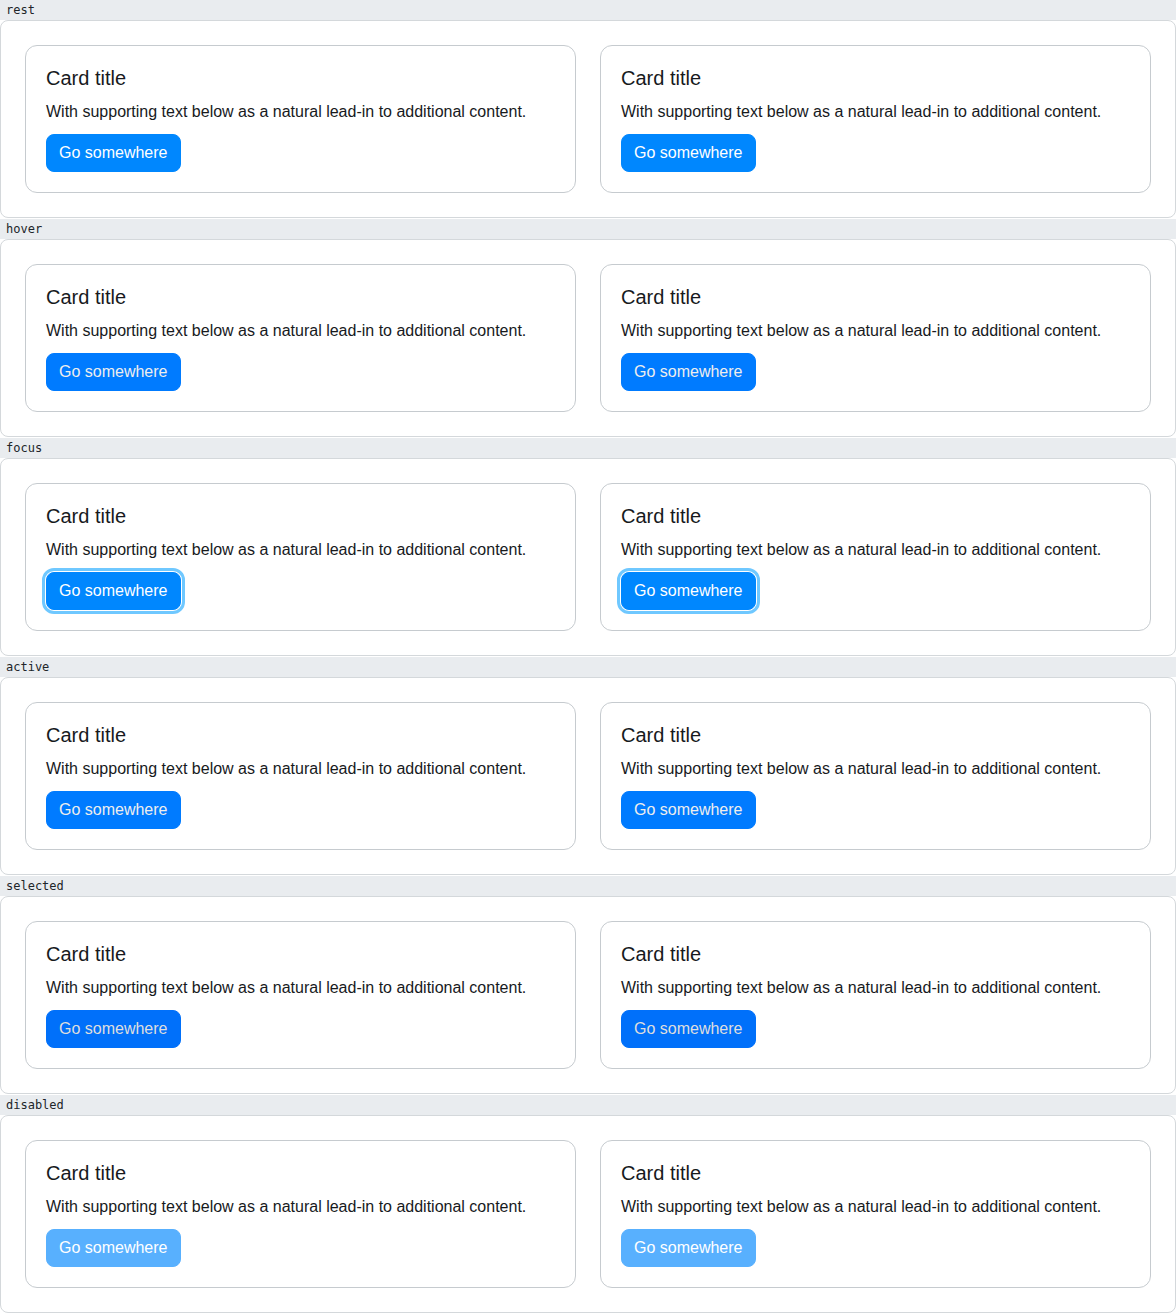 rest
Card title
With supporting text below as a natural lead-in to additional content.
Go somewhere
Card title
With supporting text below as a natural lead-in to additional content.
Go somewhere
hover
Card title
With supporting text below as a natural lead-in to additional content.
Go somewhere
Card title
With supporting text below as a natural lead-in to additional content.
Go somewhere
focus
Card title
With supporting text below as a natural lead-in to additional content.
Go somewhere
Card title
With supporting text below as a natural lead-in to additional content.
Go somewhere
active
Card title
With supporting text below as a natural lead-in to additional content.
Go somewhere
Card title
With supporting text below as a natural lead-in to additional content.
Go somewhere
selected
Card title
With supporting text below as a natural lead-in to additional content.
Go somewhere
Card title
With supporting text below as a natural lead-in to additional content.
Go somewhere
disabled
Card title
With supporting text below as a natural lead-in to additional content.
Go somewhere
Card title
With supporting text below as a natural lead-in to additional content.
Go somewhere